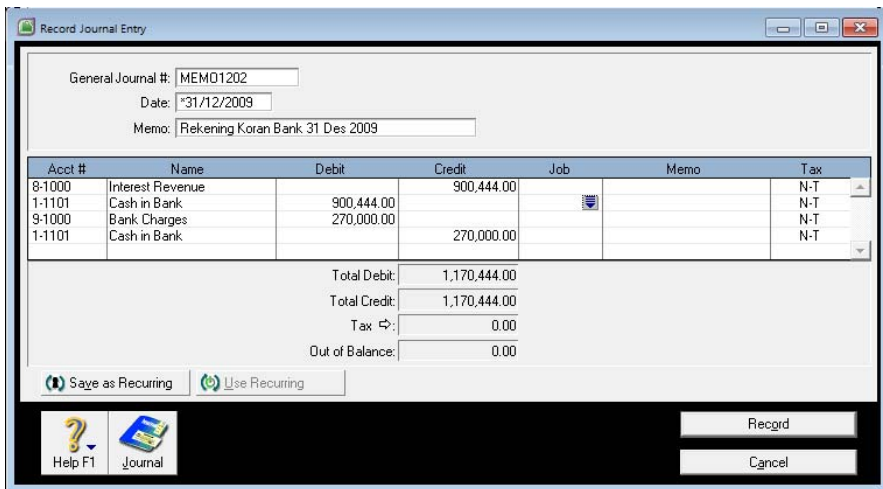 Record Journal Entry
General Journal #: MEMO1202
Date: *31/12/2009
Memo: Rekening Koran Bank 31 Des 2009
Acct # Name Debit Credit Job Memo Tax
8-1000 Interest Revenue 900,444.00 N-T
1-1101 Cash in Bank 900,444.00 N-T
9-1000 Bank Charges 270,000.00 N-T
1-1101 Cash in Bank 270,000.00 N-T
Total Debit: 1,170,444.00
Total Credit: 1,170,444.00
Tax ⇨: 0.00
Out of Balance: 0.00
Save as Recurring Use Recurring
Help F1 Journal
Record
Cancel